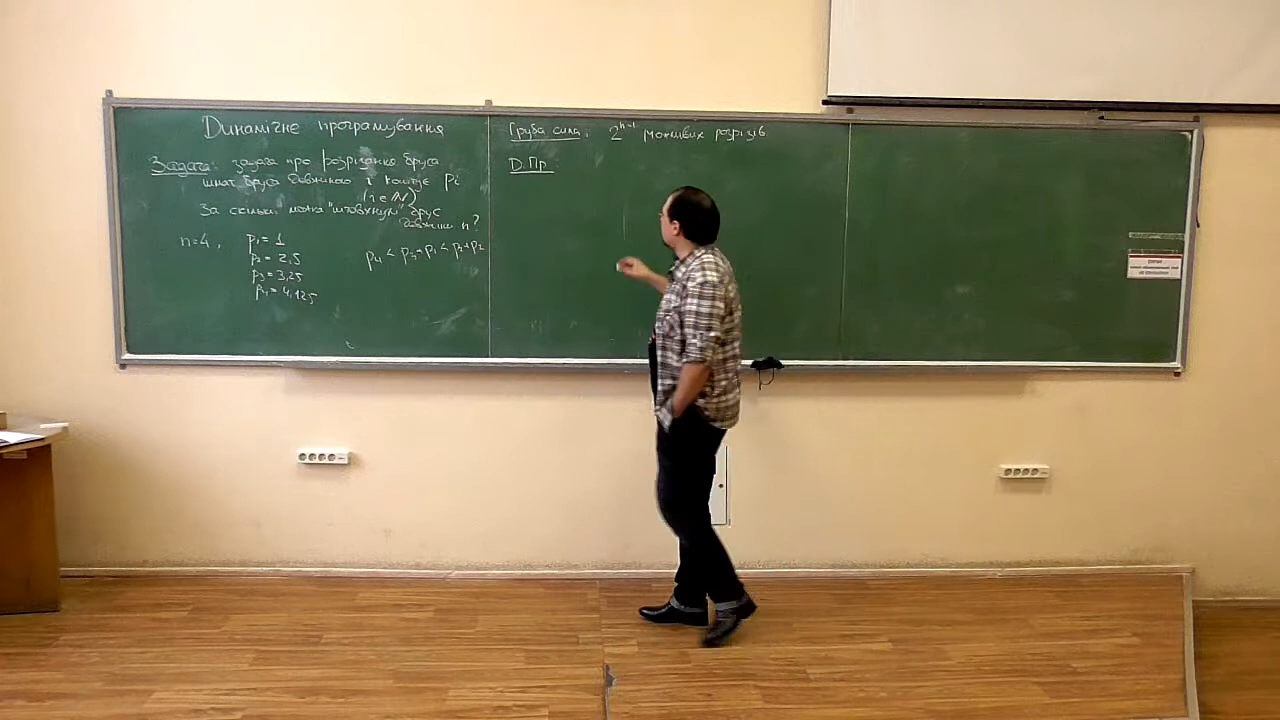 Динамічне програмування
Задача: задача про розрізання бруса
шмат бруса довжиною i коштує Pi
(i ∈ ℕ)
За скільки можна "штовхнути" брус
довжини n?
n=4, p₁= 1
p₂= 2,5
p₃= 3,25
p₄= 4,125
p₄ < p₃+p₁ < p₂+p₂
Груба сила: 2ⁿ⁻¹ можливих розрізів
Д.Пр